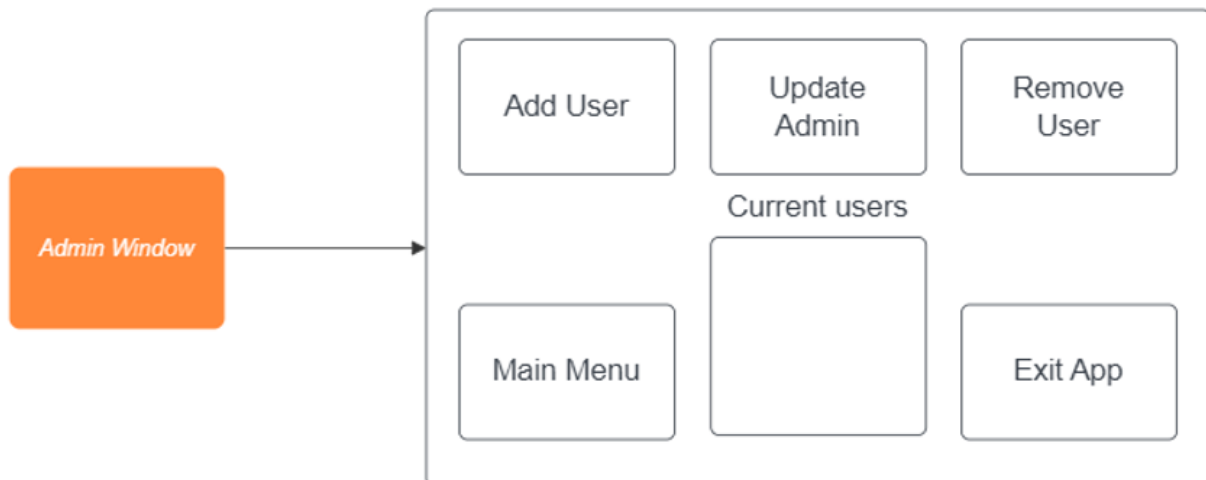 Add User
Update
Admin
Remove
User
Admin Window
Current users
Main Menu
Exit App